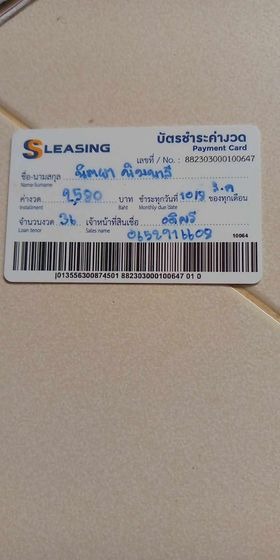 SLEASING บัตรชำระค่างวด
Payment Card
เลขที่ / No. : 882303000100647
ชื่อ-นามสกุล
Name-Surname
ค่างวด 9,580 บาท ชำระทุกวันที่ ของทุกเดือน
Installment Baht Monthly due Date
จำนวนงวด 36 เจ้าหน้าที่สินเชื่อ
Loan tenor Sales name 0652916608
10064
|013556300874501 882303000100647 01 0